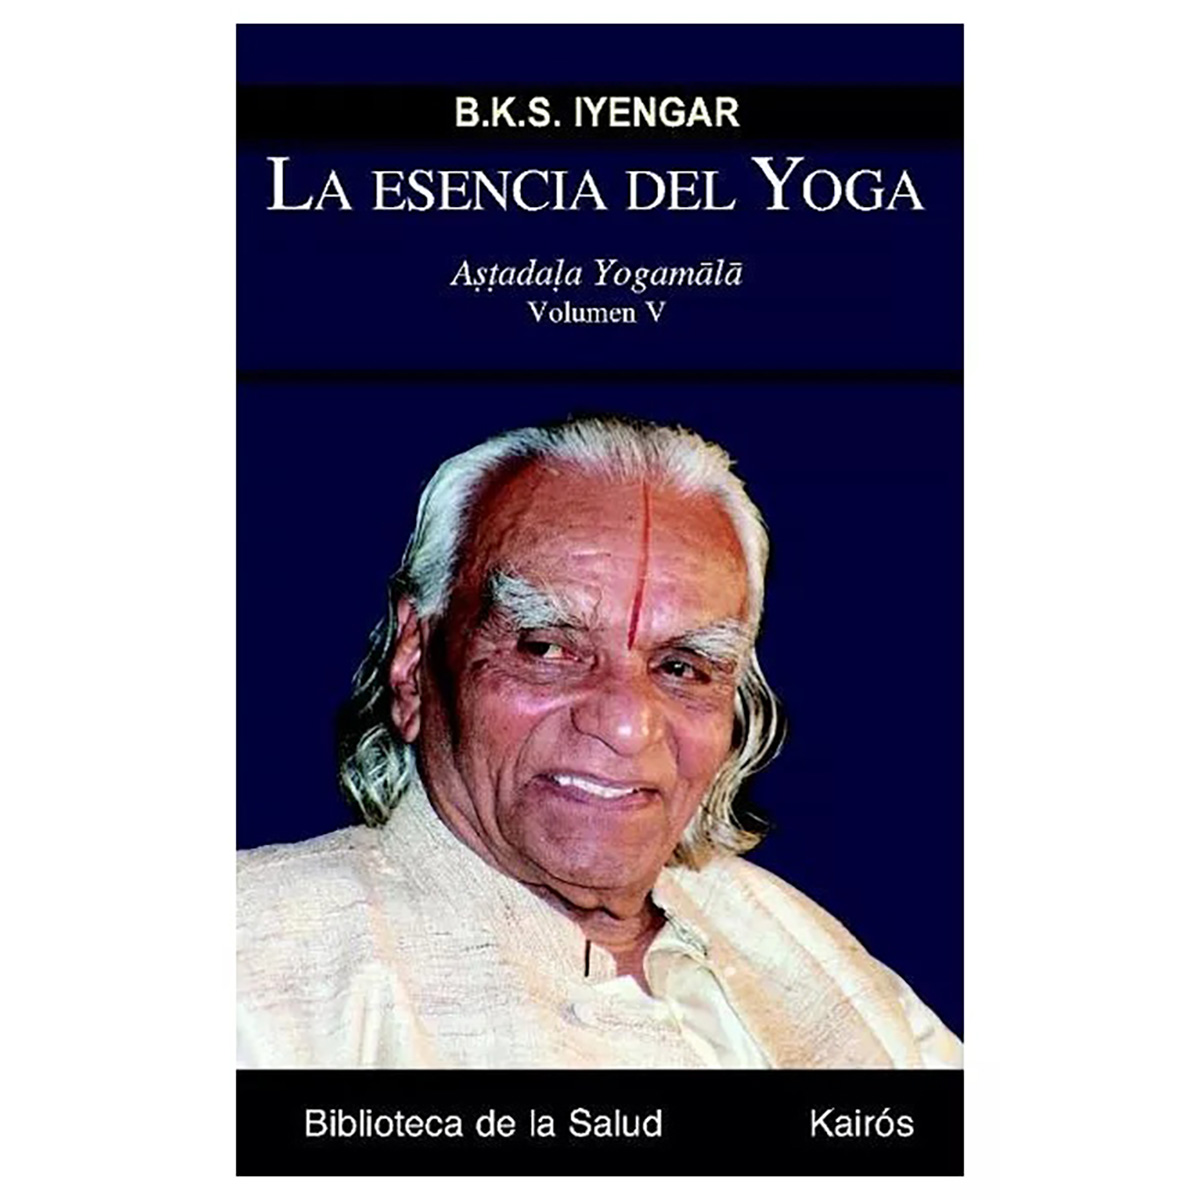 B.K.S. IYENGAR
LA ESENCIA DEL YOGA
Aṣṭadaḷa Yogamālā
Volumen V
Biblioteca de la Salud Kairós